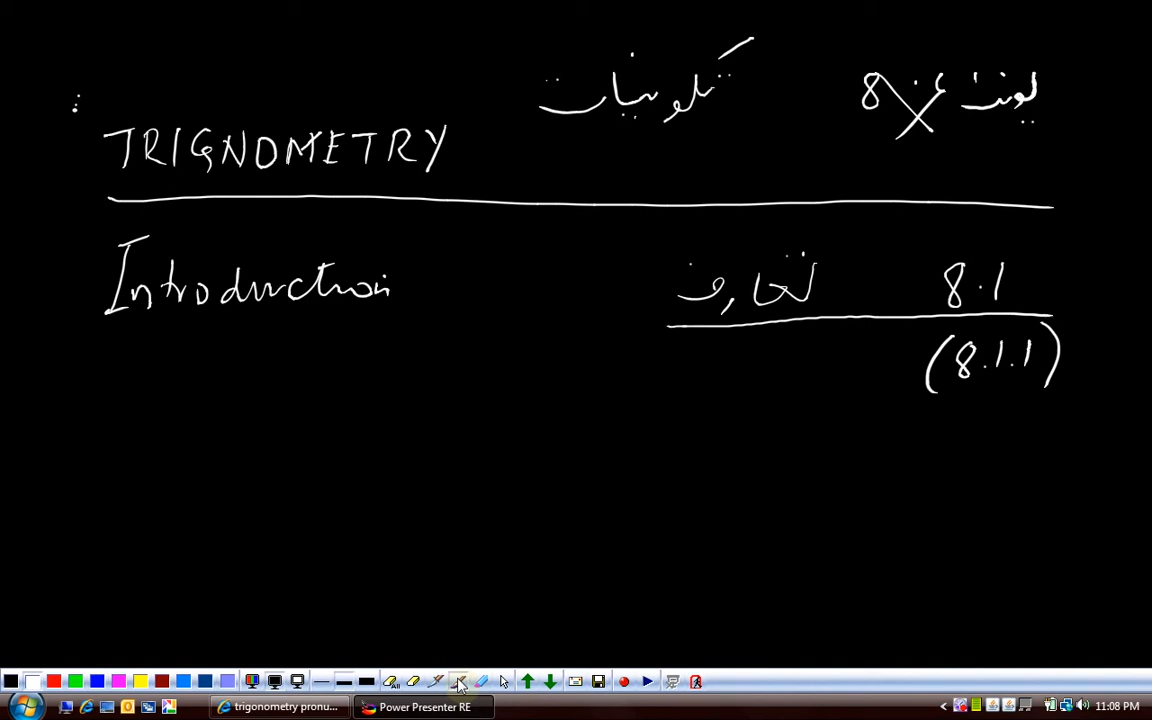 یونٹ نمبر 8 تکونیات
TRIGNOMETRY
Introduction 8.1 تعارف
(8.1.1)
trigonometry pronu... Power Presenter RE 11:08 PM